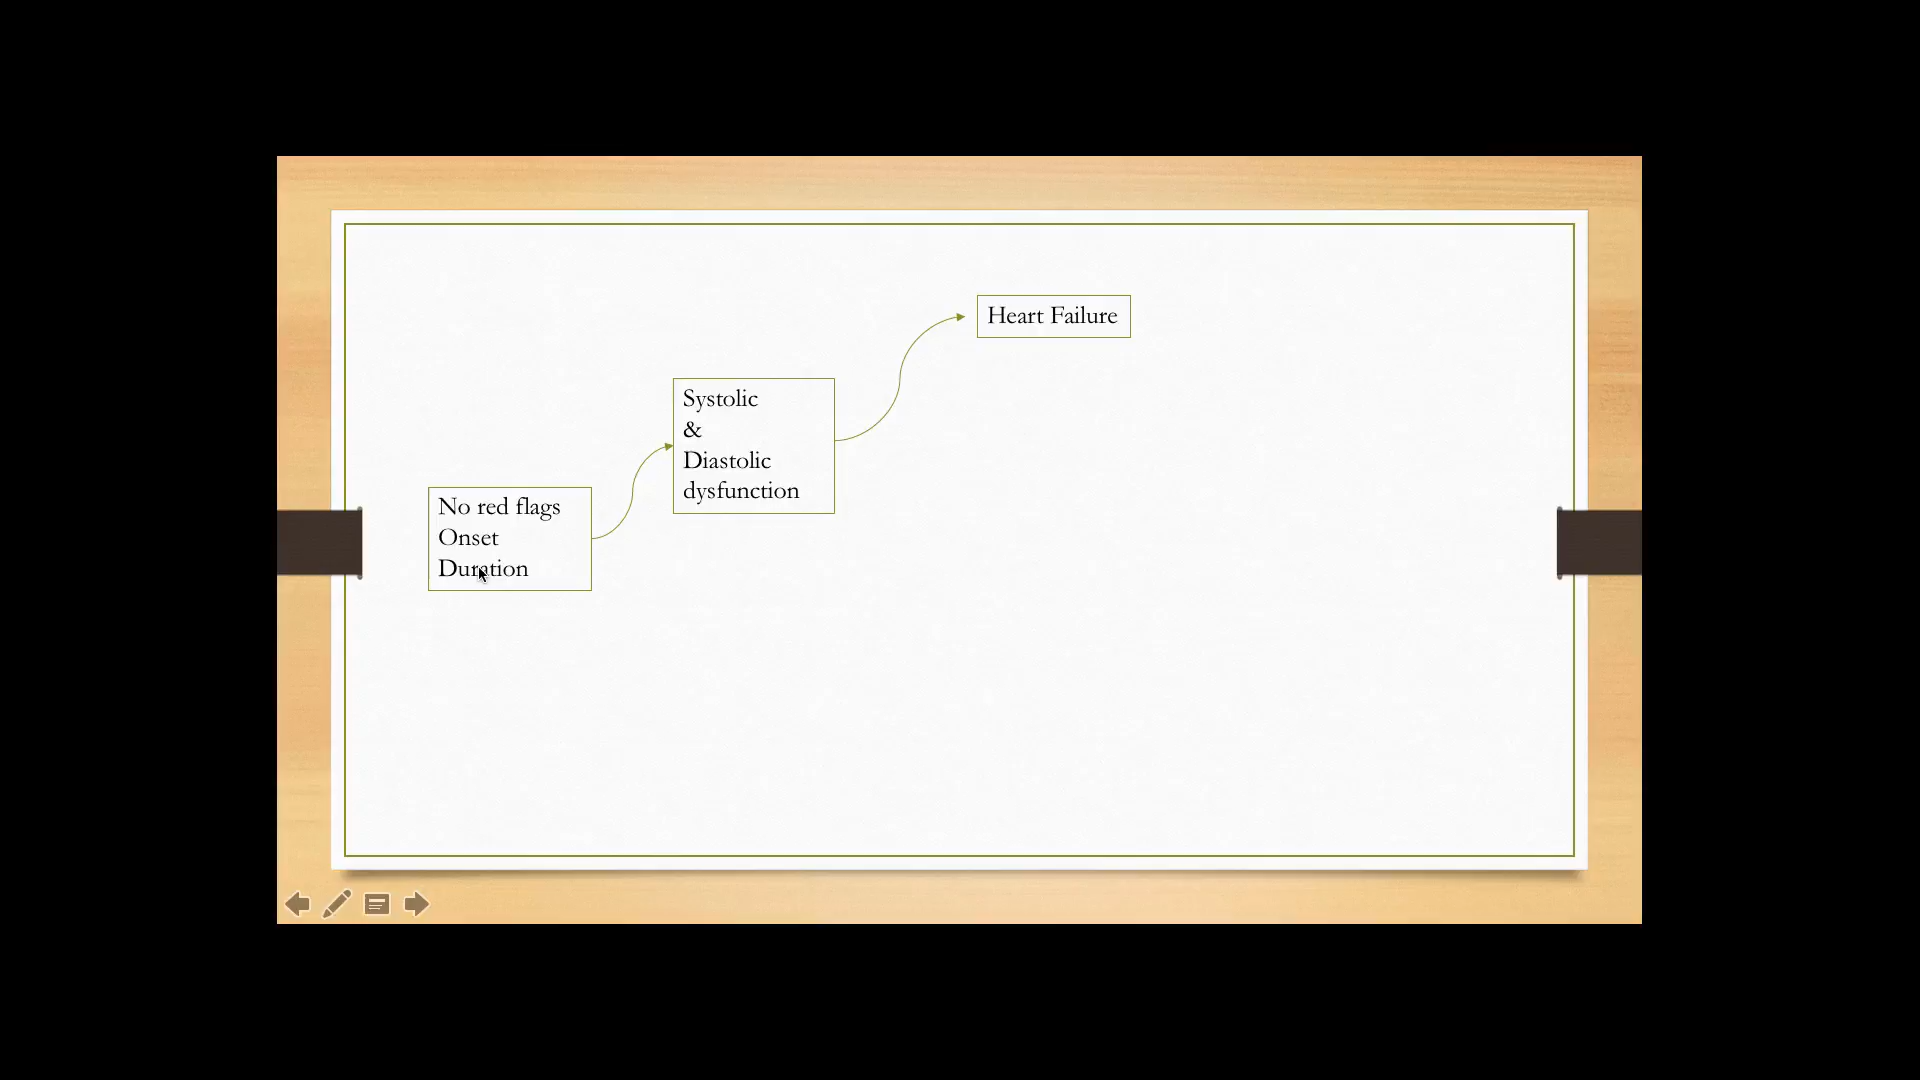 Heart Failure
Systolic
&
Diastolic
dysfunction
No red flags
Onset
Duration